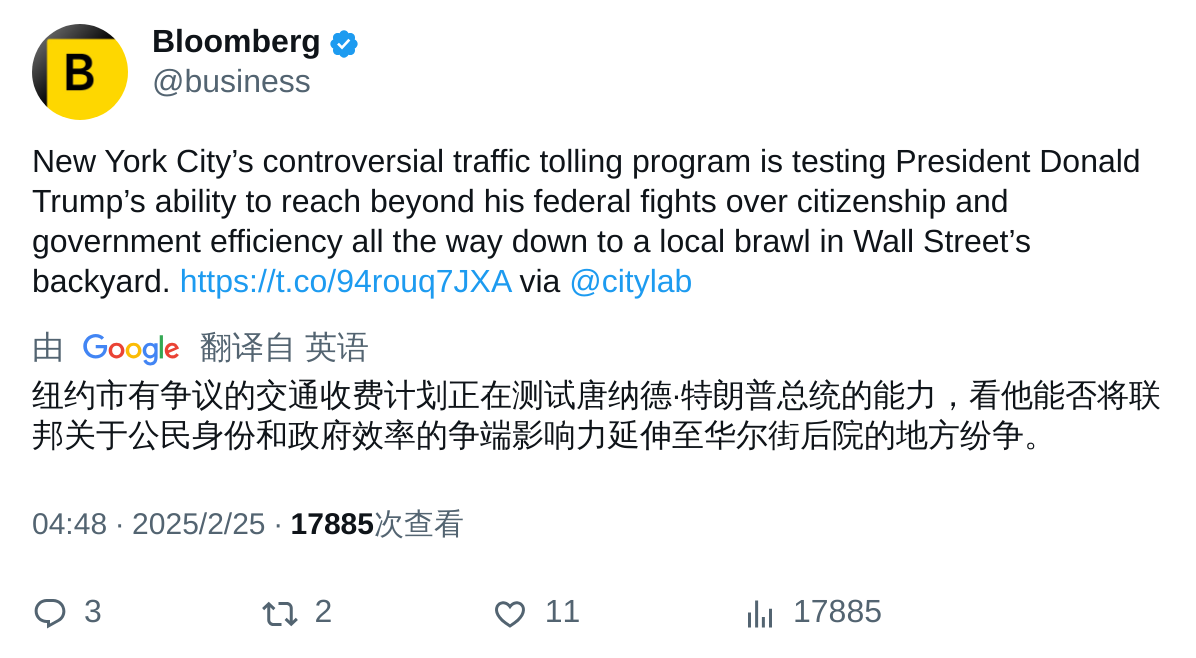 B
Bloomberg
@business
New York City’s controversial traffic tolling program is testing President Donald
Trump’s ability to reach beyond his federal fights over citizenship and
government efficiency all the way down to a local brawl in Wall Street’s
backyard. https://t.co/94rouq7JXA via @citylab
由 Google 翻译自 英语
纽约市有争议的交通收费计划正在测试唐纳德·特朗普总统的能力，看他能否将联
邦关于公民身份和政府效率的争端影响力延伸至华尔街后院的地方纷争。
04:48 · 2025/2/25 · 17885次查看
3 2 11 17885